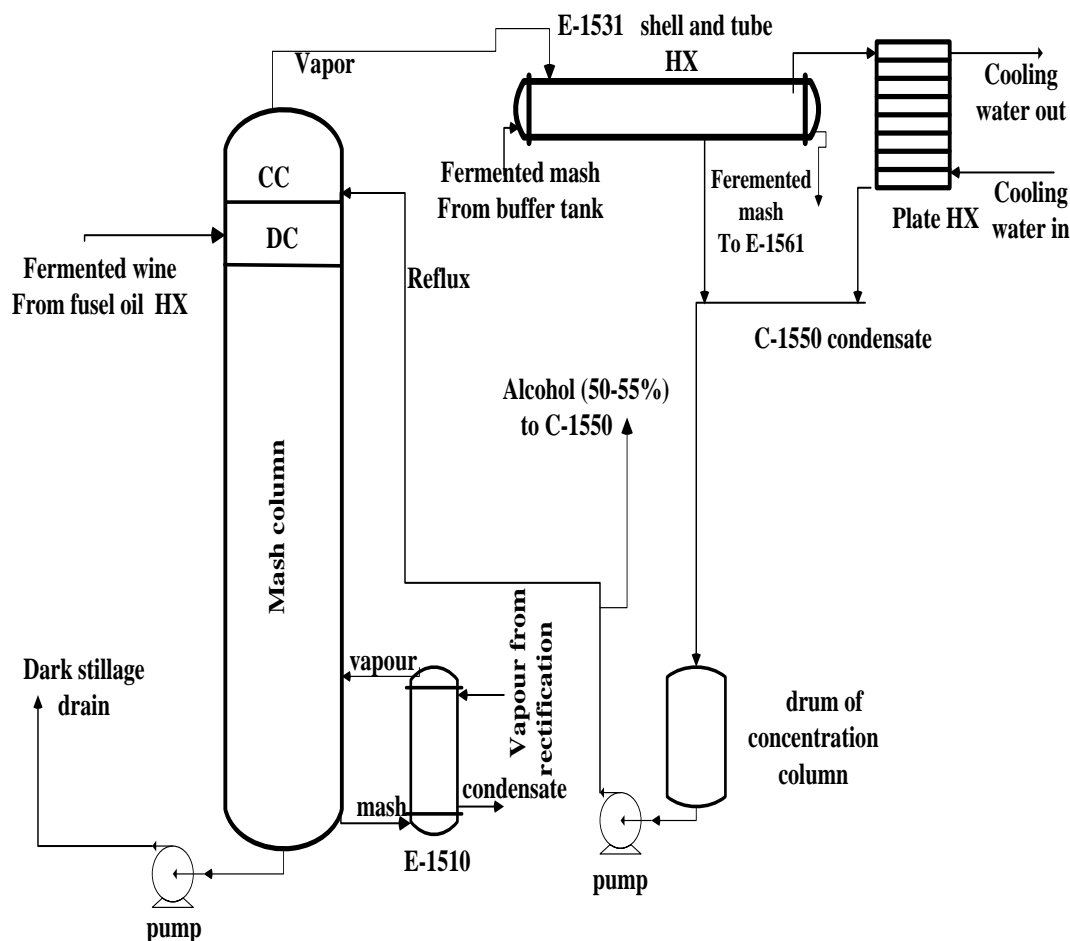 E-1531 shell and tube
HX
Vapor
Cooling
water out
CC
Fermented mash
From buffer tank
Feremented
mash
To E-1561
Plate HX
Cooling
water in
DC
Fermented wine
From fusel oil HX
Reflux
C-1550 condensate
Alcohol (50-55%)
to C-1550
Mash column
Vapour from
rectification
vapour
Dark stillage
drain
drum of
concentration
column
condensate
mash
E-1510
pump
pump